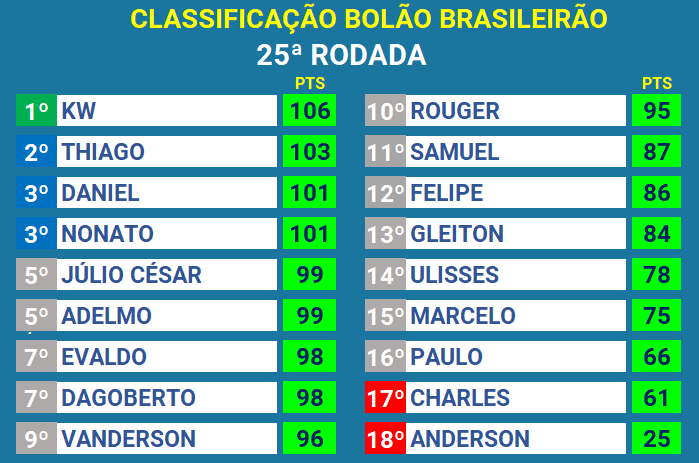 CLASSIFICAÇÃO BOLÃO BRASILEIRÃO
25ª RODADA
PTS
1º KW 106
2º THIAGO 103
3º DANIEL 101
3º NONATO 101
5º JÚLIO CÉSAR 99
5º ADELMO 99
7º EVALDO 98
7º DAGOBERTO 98
9º VANDERSON 96
PTS
10º ROUGER 95
11º SAMUEL 87
12º FELIPE 86
13º GLEITON 84
14º ULISSES 78
15º MARCELO 75
16º PAULO 66
17º CHARLES 61
18º ANDERSON 25